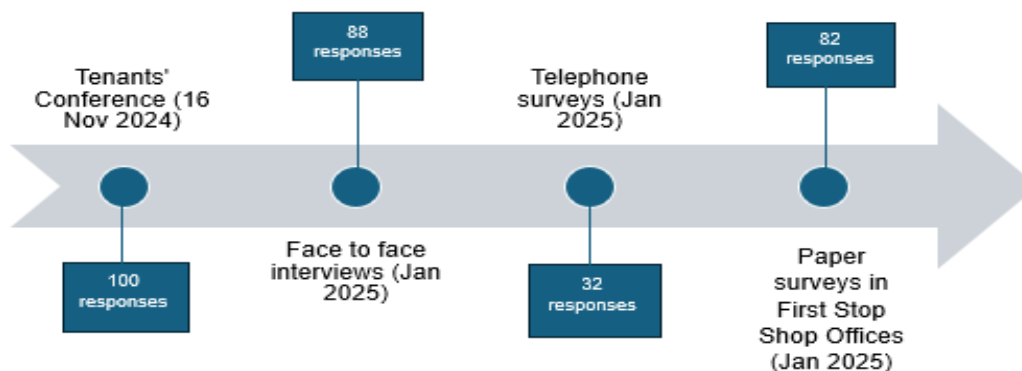 Tenants'
Conference (16
Nov 2024)
100
responses
88
responses
Face to face
interviews (Jan
2025)
Telephone
surveys (Jan
2025)
32
responses
82
responses
Paper
surveys in
First Stop
Shop Offices
(Jan 2025)